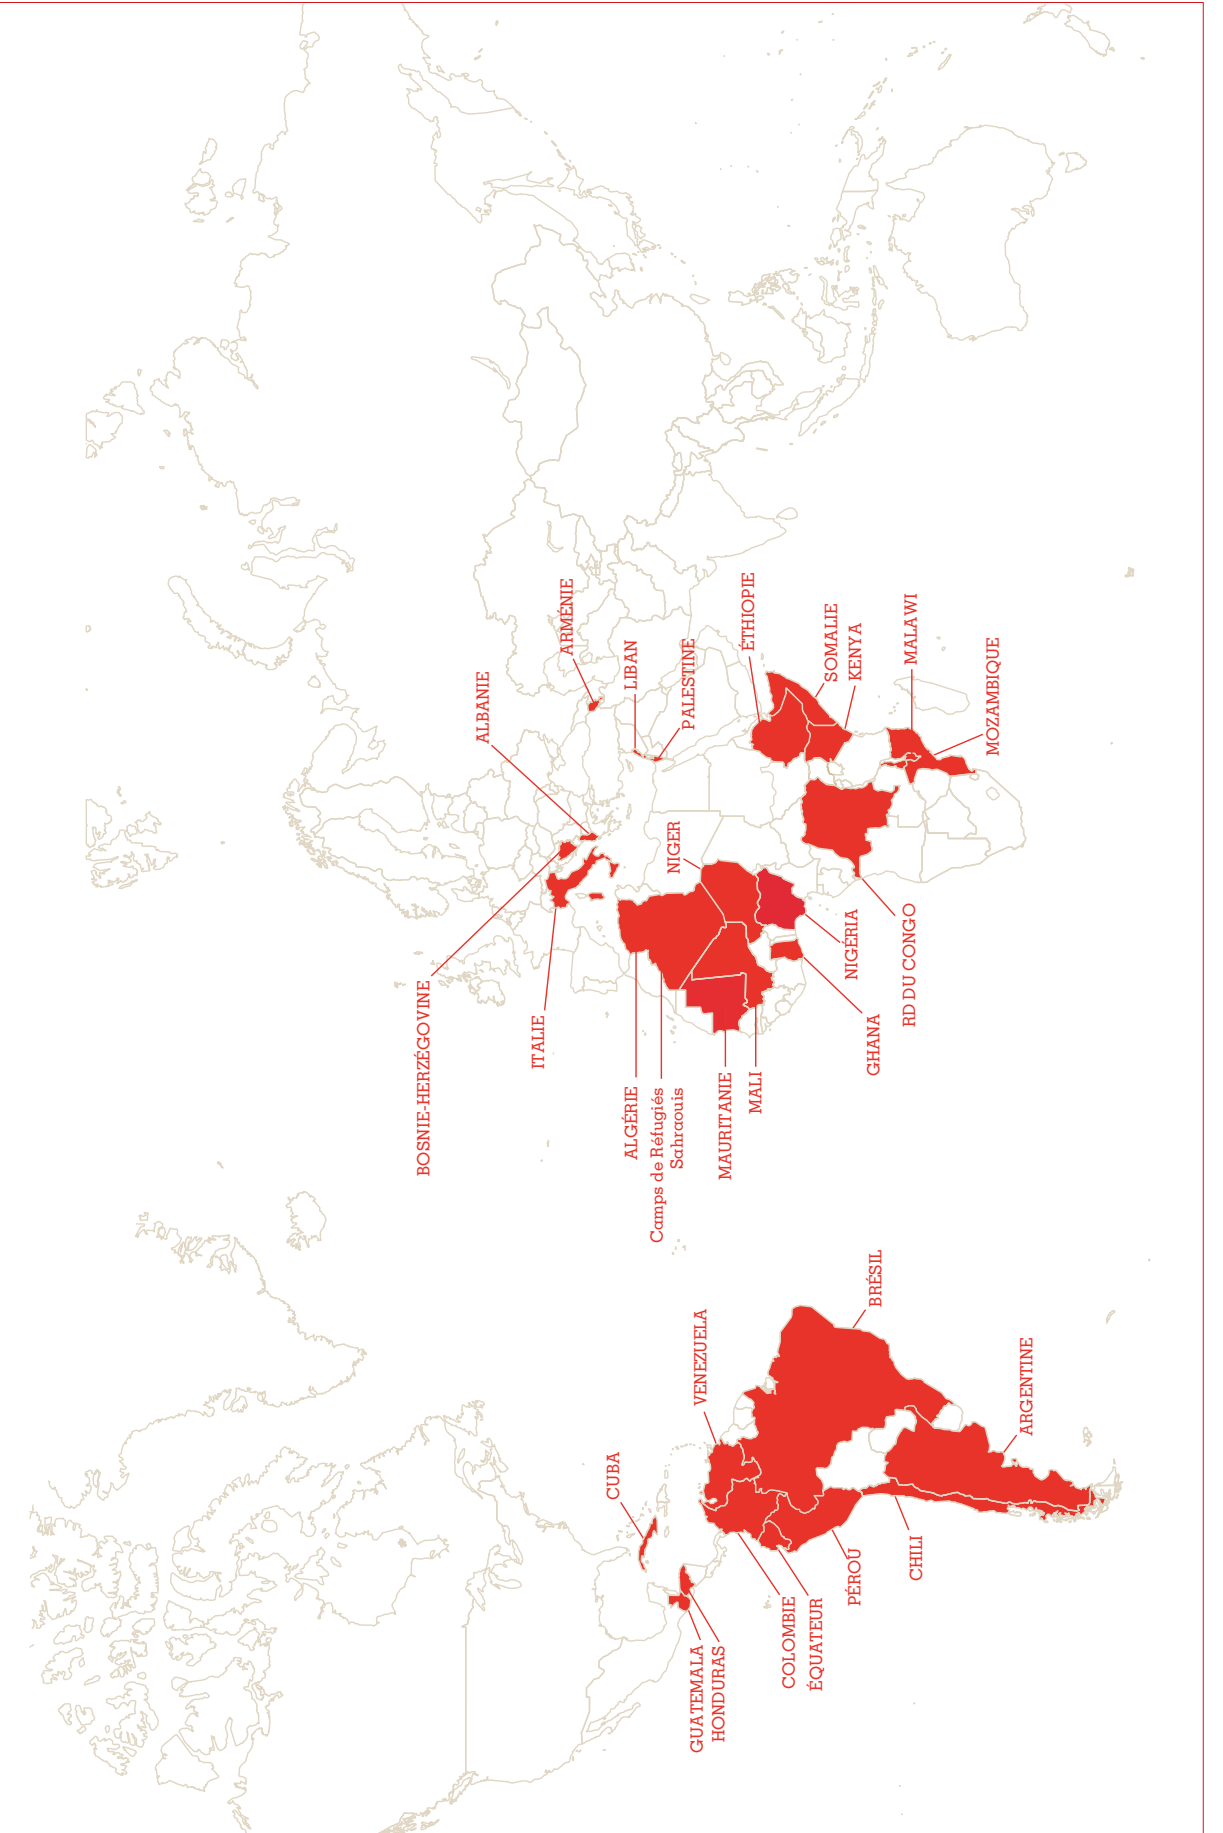 CUBA
GUATEMALA
HONDURAS
VENEZUELA
COLOMBIE
ÉQUATEUR
PÉROU
BRÉSIL
CHILI
ARGENTINE
BOSNIE-HERZÉGOVINE
ITALIE
ALBANIE
ARMÉNIE
LIBAN
PALESTINE
ALGÉRIE
Camps de Réfugiés
Sahraouis
MAURITANIE
MALI
NIGER
NIGÉRIA
GHANA
RD DU CONGO
ÉTHIOPIE
SOMALIE
KENYA
MALAWI
MOZAMBIQUE